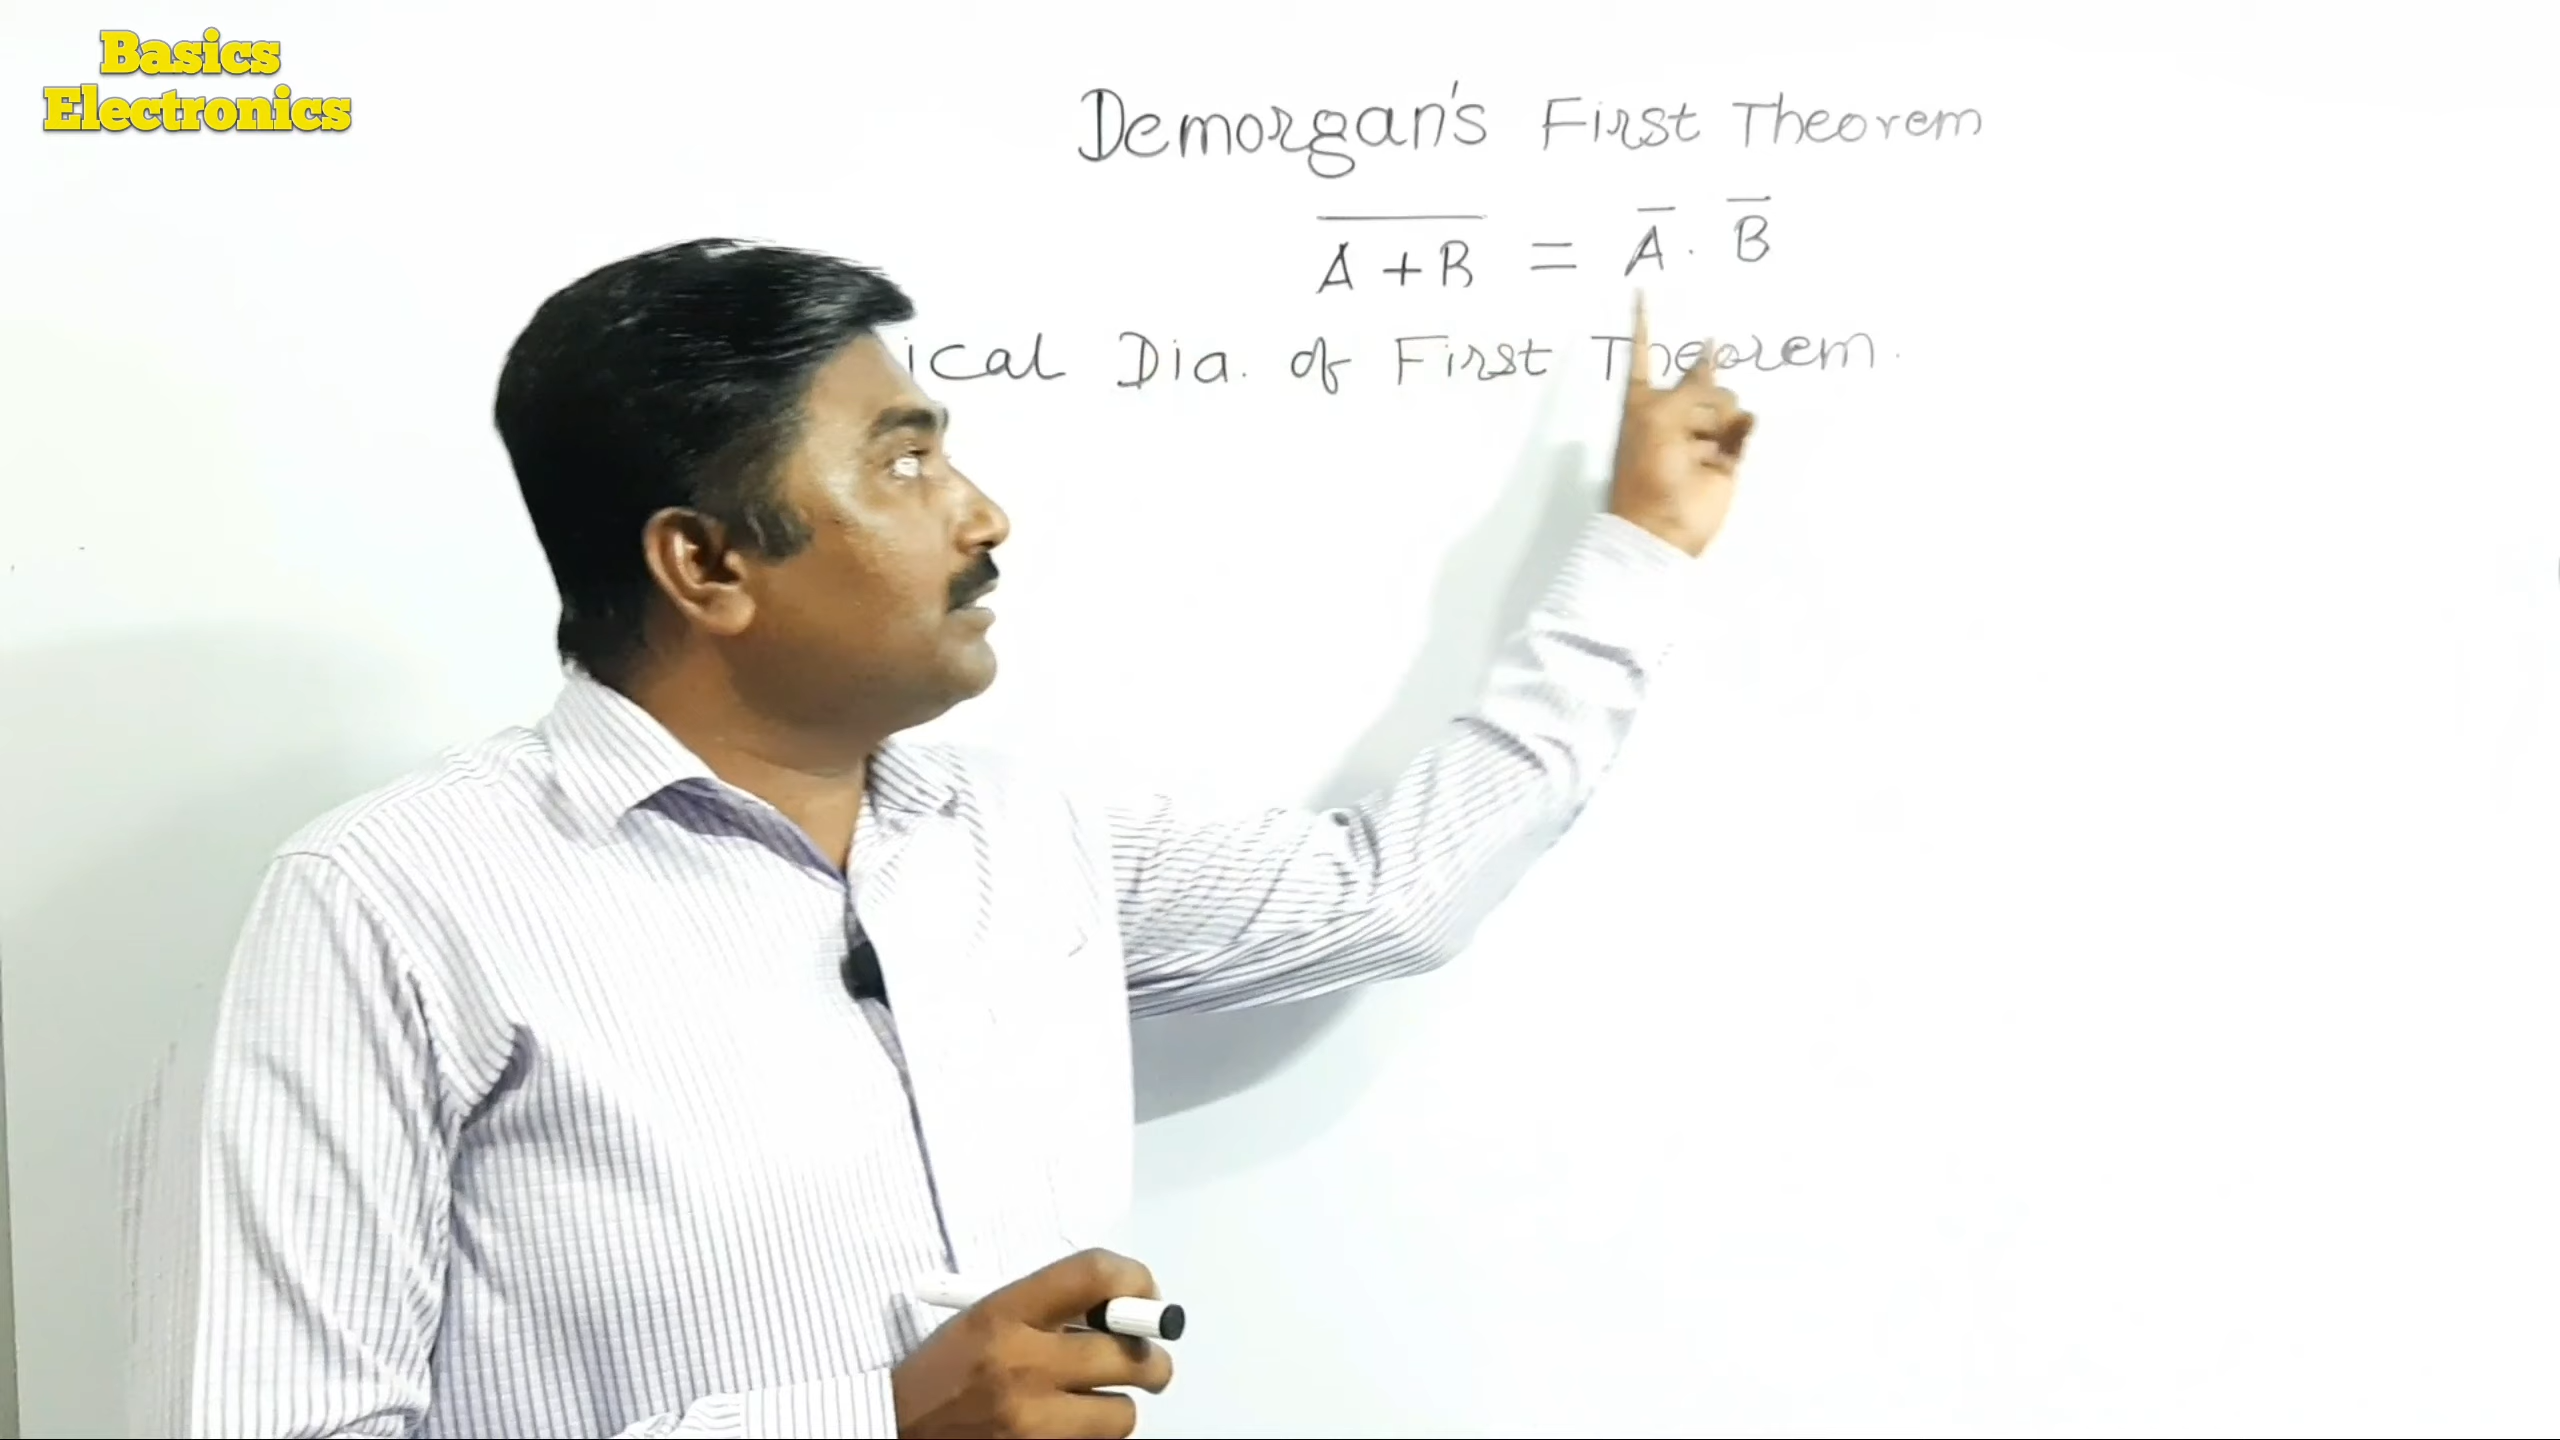 Basics
Electronics
Demorgan's First Theorem
A̅ ̅+̅ ̅B̅ = A̅ . B̅
ical Dia. of First Theorem.